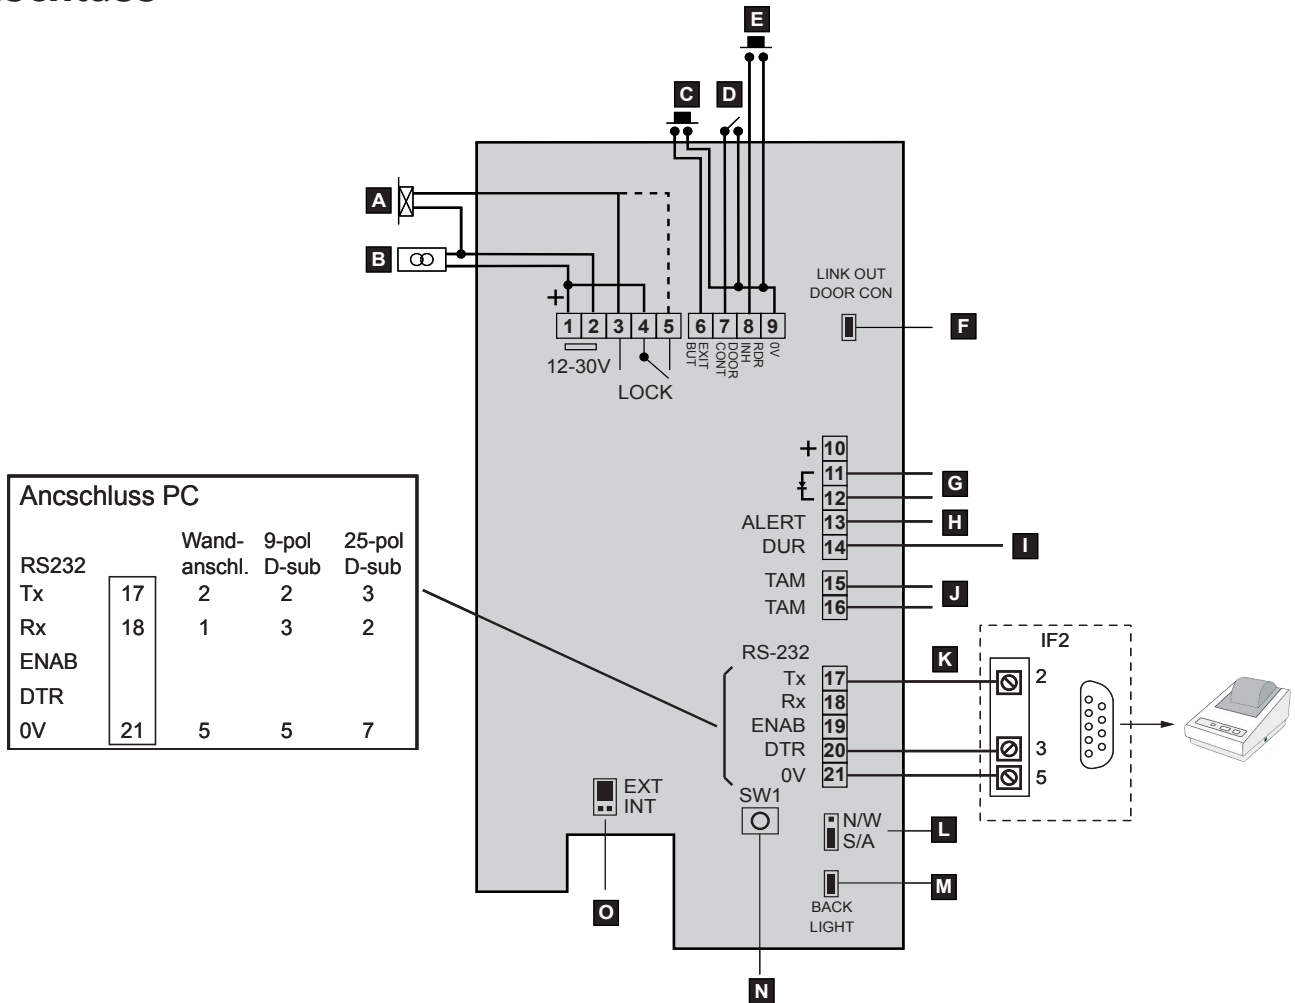 E
C D
A
B
LINK OUT
DOOR CON
F
+
1 2 3 4 5 6 7 8 9
EXIT
BUT
DOOR
CONT
RDR
INH
0V
12-30V
LOCK
+ 10
11
G
12
ALERT 13 H
DUR 14 I
TAM 15
J
TAM 16
Ancschluss PC
RS232 Wand-
anschl. 9-pol
D-sub 25-pol
D-sub
Tx 17 2 2 3
Rx 18 1 3 2
ENAB
DTR
0V 21 5 5 7
RS-232
K
IF2
Tx 17 2
Rx 18
ENAB 19
DTR 20 3
0V 21 5
EXT
INT
SW1
N/W
S/A
L
M
BACK
LIGHT
O
N